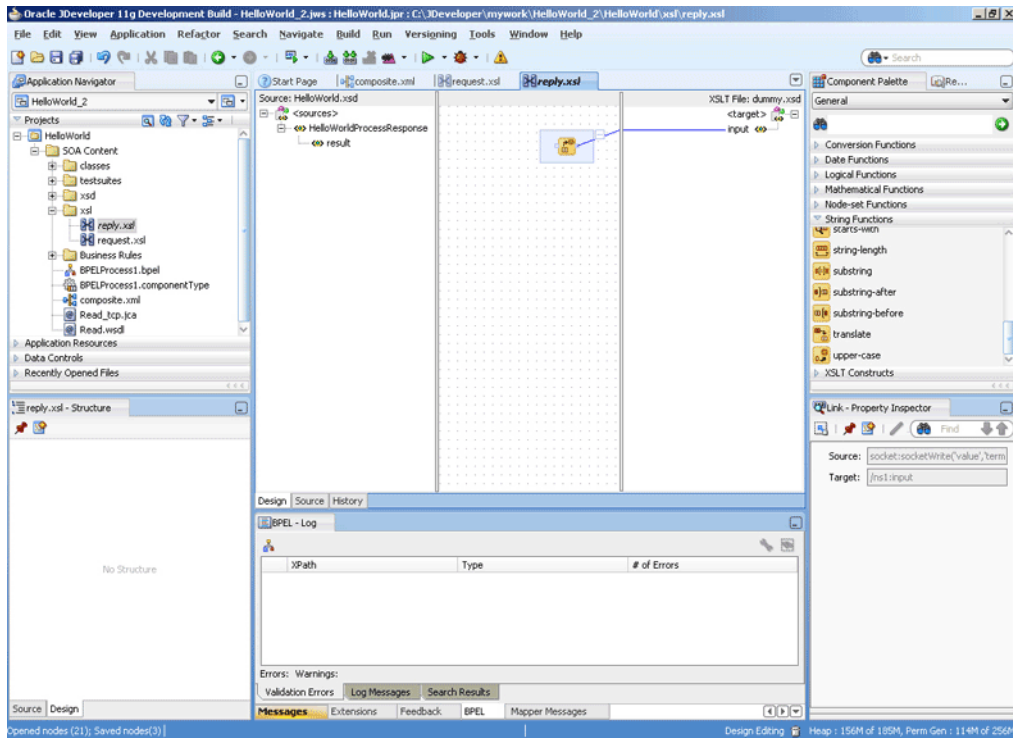 Oracle JDeveloper 11g Development Build - HelloWorld_2.jws : HelloWorld.jpr : C:\JDeveloper\mywork\HelloWorld_2\HelloWorld\xsl\reply.xsl
File Edit View Application Refactor Search Navigate Build Run Versioning Tools Window Help
Search
Application Navigator
HelloWorld_2
Projects
HelloWorld
SOA Content
classes
testsuites
xsd
xsl
reply.xsl
request.xsl
Business Rules
BPELProcess1.bpel
BPELProcess1.componentType
composite.xml
Read_tcp.jca
Read.wsdl
Application Resources
Data Controls
Recently Opened Files
reply.xsl - Structure
No Structure
Source Design
Start Page composite.xml request.xsl reply.xsl
Source: HelloWorld.xsd
<sources>
HelloWorldProcessResponse
result
XSLT File: dummy.xsd
<target>
input
Design Source History
BPEL - Log
XPath Type # of Errors
Errors: Warnings:
Validation Errors Log Messages Search Results
Messages Extensions Feedback BPEL Mapper Messages
Component Palette Re...
General
Conversion Functions
Date Functions
Logical Functions
Mathematical Functions
Node-set Functions
String Functions
starts-with
string-length
substring
substring-after
substring-before
translate
upper-case
XSLT Constructs
Link - Property Inspector
Find
Source: socket:socketWrite('value','term
Target: /ns1:input
Opened nodes (21); Saved nodes(3)
Design Editing Heap : 156M of 185M, Perm Gen : 114M of 256M